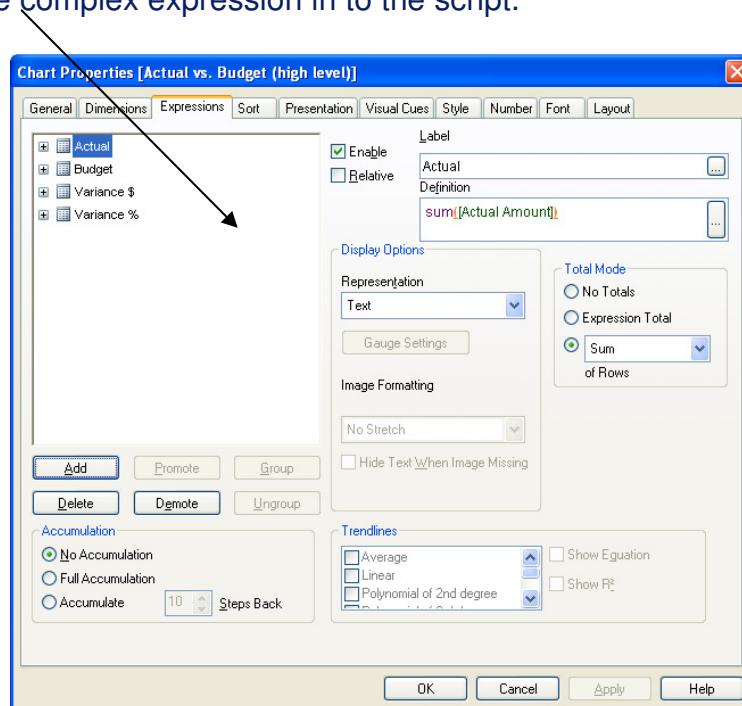 complex expression in to the script.
Chart Properties [Actual vs. Budget (high level)]
General Dimensions Expressions Sort Presentation Visual Cues Style Number Font Layout
Actual
Budget
Variance $
Variance %
Enable
Relative
Label
Actual
...
Definition
sum([Actual Amount])
...
Display Options
Representation
Text
Gauge Settings
Image Formatting
No Stretch
Hide Text When Image Missing
Total Mode
No Totals
Expression Total
Sum
of Rows
Add Promote Group
Delete Demote Ungroup
Accumulation
No Accumulation
Full Accumulation
Accumulate 10 Steps Back
Trendlines
Average
Linear
Polynomial of 2nd degree
Show Equation
Show R²
OK Cancel Apply Help